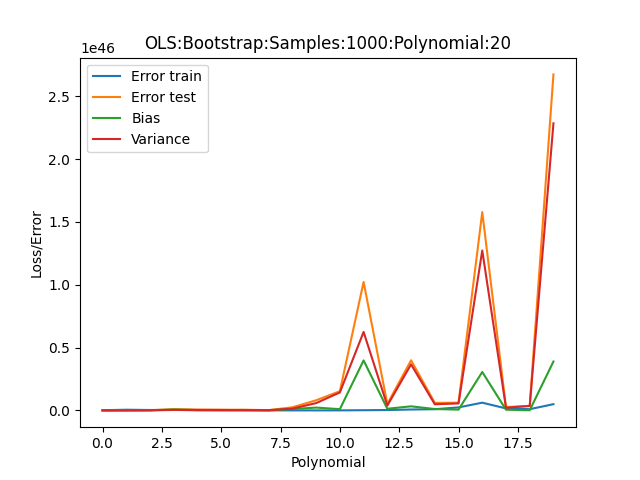 OLS:Bootstrap:Samples:1000:Polynomial:20
1e46
Error train
Error test
Bias
Variance
2.5
2.0
1.5
1.0
0.5
0.0
Loss/Error
0.0 2.5 5.0 7.5 10.0 12.5 15.0 17.5
Polynomial